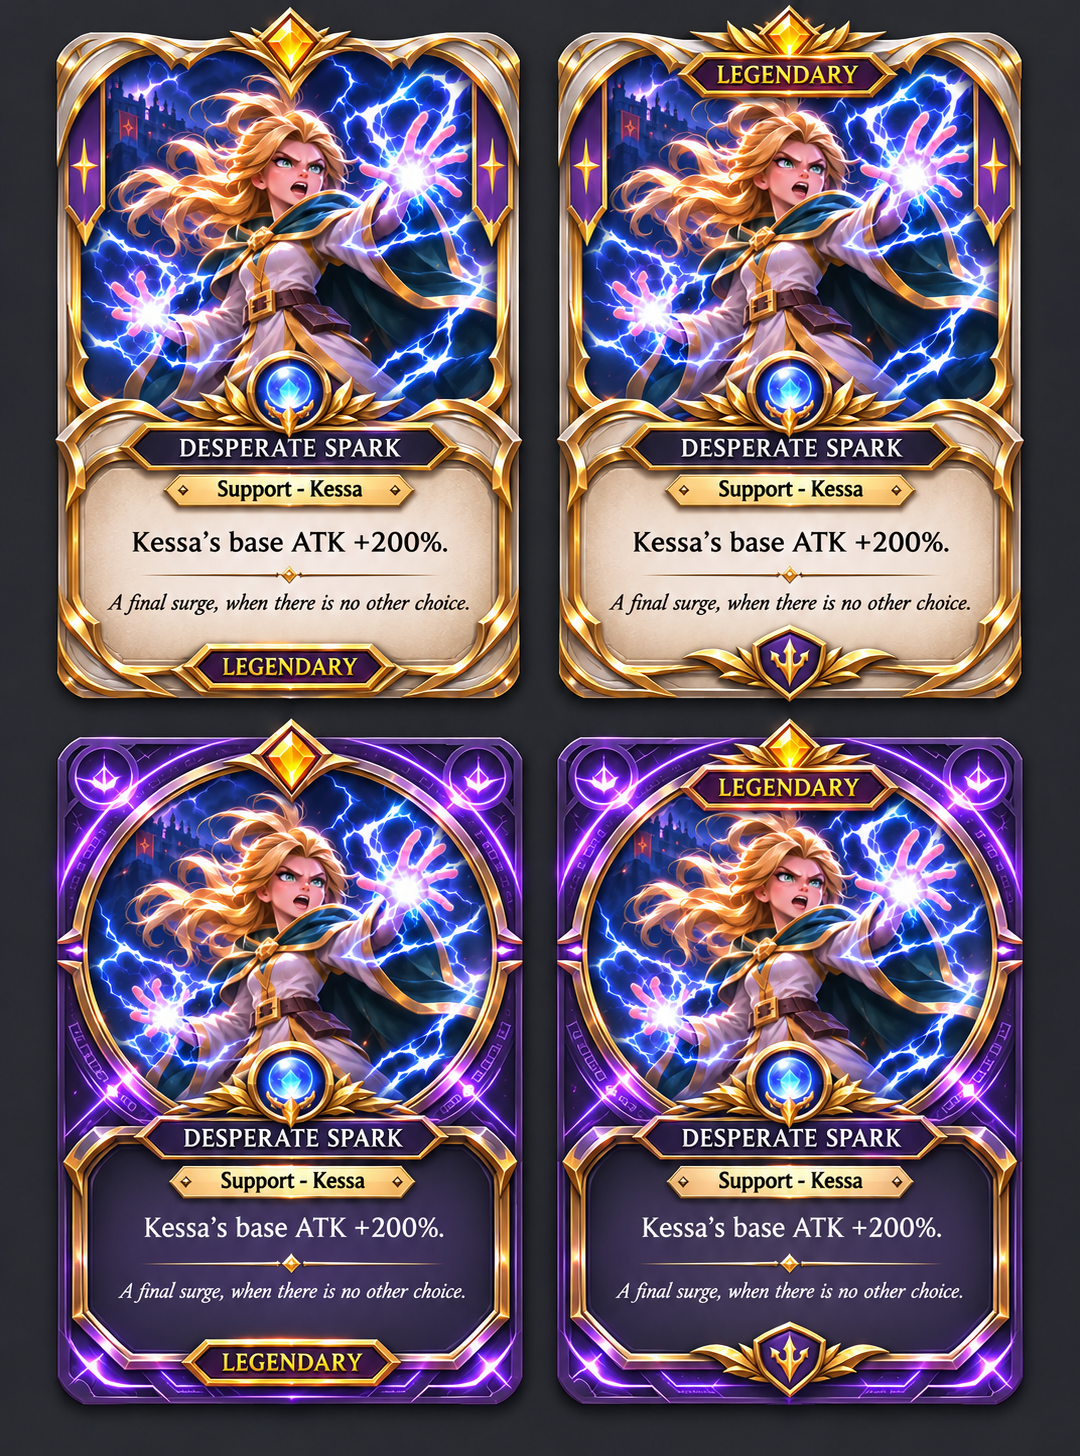 DESPERATE SPARK
Support - Kessa
Kessa's base ATK +200%.
A final surge, when there is no other choice.
LEGENDARY
LEGENDARY
DESPERATE SPARK
Support - Kessa
Kessa's base ATK +200%.
A final surge, when there is no other choice.
DESPERATE SPARK
Support - Kessa
Kessa's base ATK +200%.
A final surge, when there is no other choice.
LEGENDARY
LEGENDARY
DESPERATE SPARK
Support - Kessa
Kessa's base ATK +200%.
A final surge, when there is no other choice.